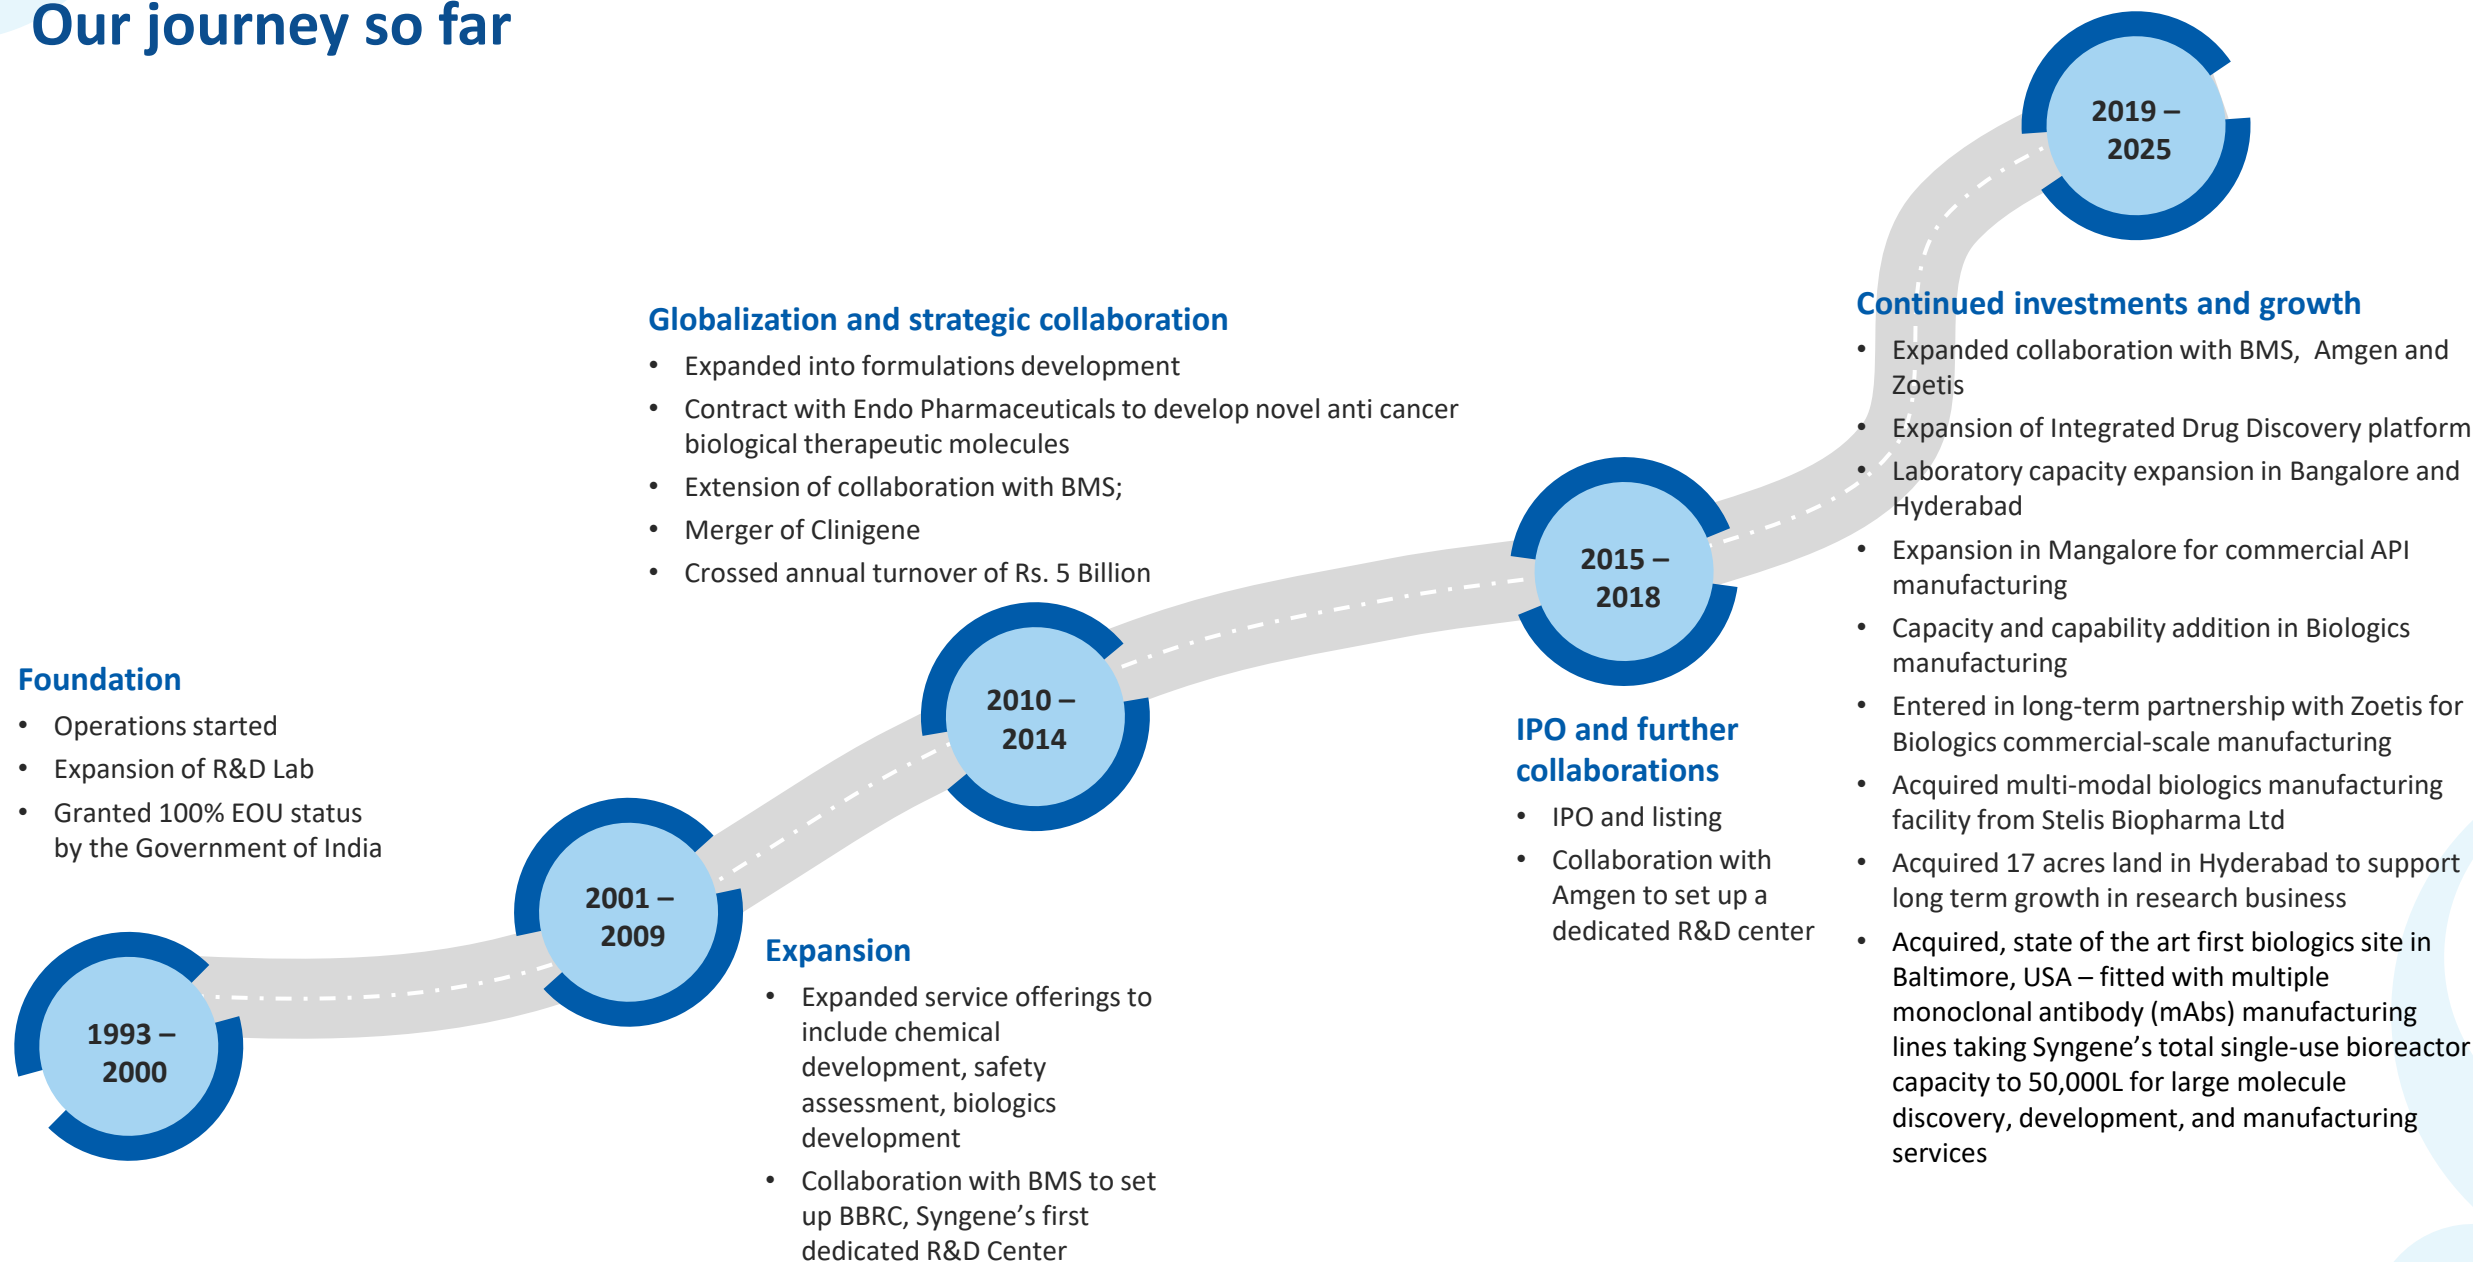 Our journey so far
1993 –
2000
Foundation
• Operations started
• Expansion of R&D Lab
• Granted 100% EOU status
by the Government of India
2001 –
2009
Expansion
• Expanded service offerings to
include chemical
development, safety
assessment, biologics
development
• Collaboration with BMS to set
up BBRC, Syngene’s first
dedicated R&D Center
2010 –
2014
Globalization and strategic collaboration
• Expanded into formulations development
• Contract with Endo Pharmaceuticals to develop novel anti cancer
biological therapeutic molecules
• Extension of collaboration with BMS;
• Merger of Clinigene
• Crossed annual turnover of Rs. 5 Billion
2015 –
2018
IPO and further
collaborations
• IPO and listing
• Collaboration with
Amgen to set up a
dedicated R&D center
2019 –
2025
Continued investments and growth
• Expanded collaboration with BMS, Amgen and
Zoetis
• Expansion of Integrated Drug Discovery platform
• Laboratory capacity expansion in Bangalore and
Hyderabad
• Expansion in Mangalore for commercial API
manufacturing
• Capacity and capability addition in Biologics
manufacturing
• Entered in long-term partnership with Zoetis for
Biologics commercial-scale manufacturing
• Acquired multi-modal biologics manufacturing
facility from Stelis Biopharma Ltd
• Acquired 17 acres land in Hyderabad to support
long term growth in research business
• Acquired, state of the art first biologics site in
Baltimore, USA – fitted with multiple
monoclonal antibody (mAbs) manufacturing
lines taking Syngene’s total single-use bioreactor
capacity to 50,000L for large molecule
discovery, development, and manufacturing
services